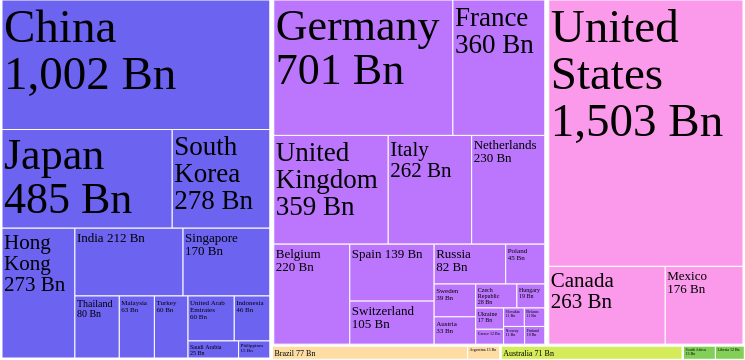 China
1,002 Bn
Japan
485 Bn
South
Korea
278 Bn
Hong
Kong
273 Bn
India 212 Bn
Singapore
170 Bn
Thailand
80 Bn
Malaysia
63 Bn
Turkey
60 Bn
United Arab
Emirates
60 Bn
Indonesia
46 Bn
Saudi Arabia
25 Bn
Philippines
Germany
701 Bn
France
360 Bn
United
Kingdom
359 Bn
Italy
262 Bn
Netherlands
230 Bn
Belgium
220 Bn
Spain 139 Bn
Switzerland
105 Bn
Russia
82 Bn
Poland
45 Bn
Sweden
39 Bn
Austria
33 Bn
Czech
Republic
28 Bn
Hungary
19 Bn
Ukraine
17 Bn
United
States
1,503 Bn
Canada
263 Bn
Mexico
176 Bn
Brazil 77 Bn
Australia 71 Bn
South Africa